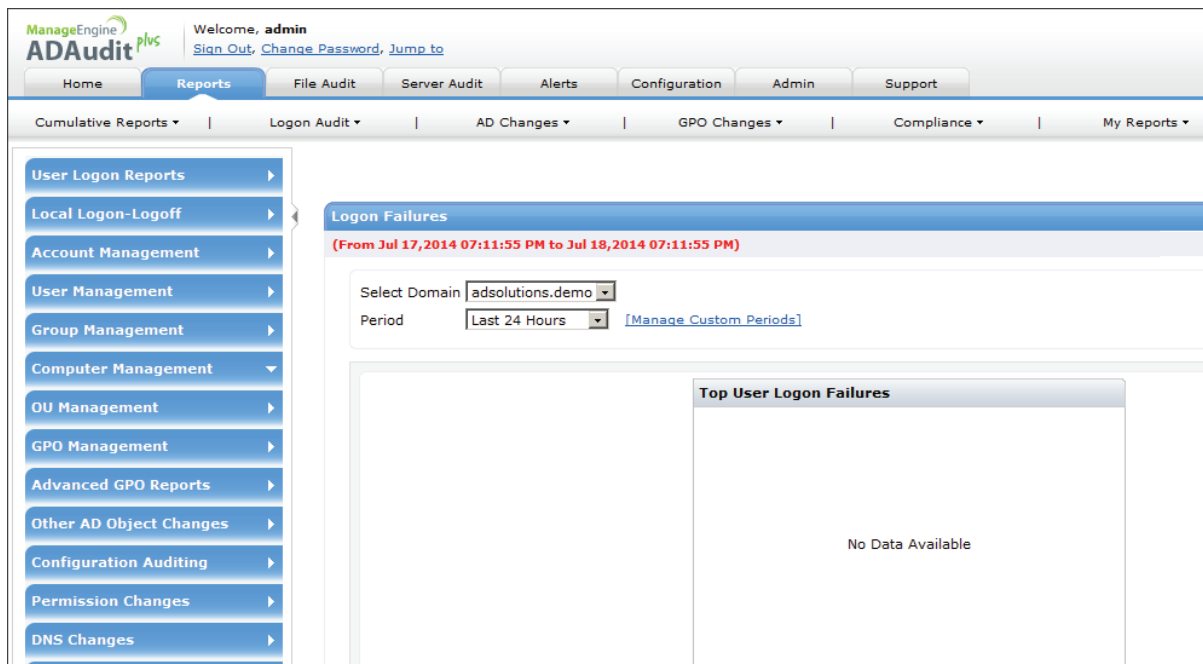 ManageEngine
ADAudit plus
Welcome, admin
Sign Out, Change Password, Jump to
Home Reports File Audit Server Audit Alerts Configuration Admin Support
Cumulative Reports | Logon Audit | AD Changes | GPO Changes | Compliance | My Reports
User Logon Reports
Local Logon-Logoff
Account Management
User Management
Group Management
Computer Management
OU Management
GPO Management
Advanced GPO Reports
Other AD Object Changes
Configuration Auditing
Permission Changes
DNS Changes
Logon Failures
(From Jul 17,2014 07:11:55 PM to Jul 18,2014 07:11:55 PM)
Select Domain adsolutions.demo
Period Last 24 Hours [Manage Custom Periods]
Top User Logon Failures
No Data Available